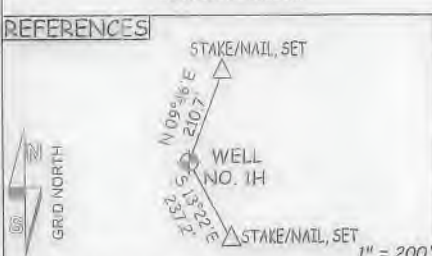 REFERENCES
STAKE/NAIL, SET
N 09° E
210.7'
WELL
NO. 1H
S 13°22'E
237.2'
N
S
GRID NORTH
STAKE/NAIL, SET
1" = 200'